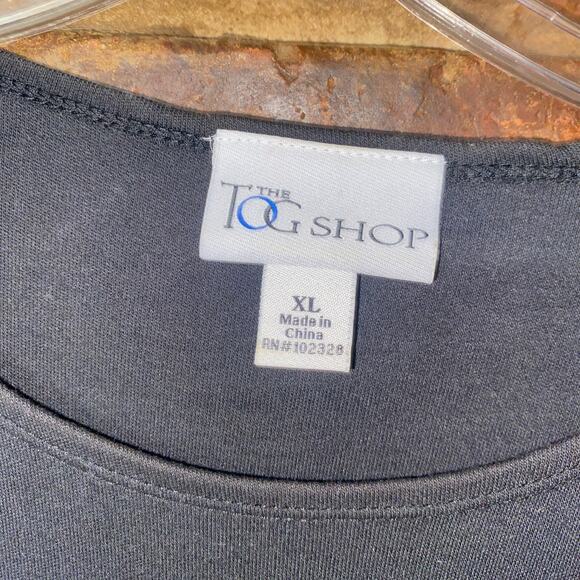 THE
TOG SHOP
XL
Made in
China
RN#102328